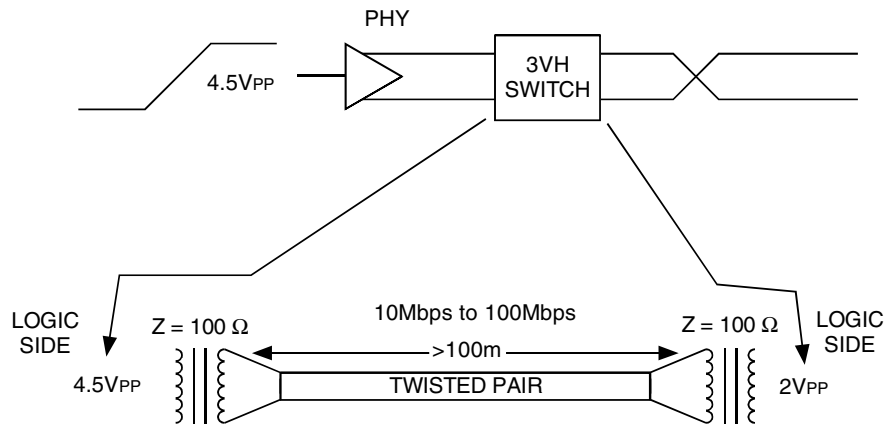 PHY
4.5VPP
3VH
SWITCH
10Mbps to 100Mbps
LOGIC
SIDE
Z = 100 Ω
Z = 100 Ω
LOGIC
SIDE
>100m
4.5VPP
TWISTED PAIR
2VPP